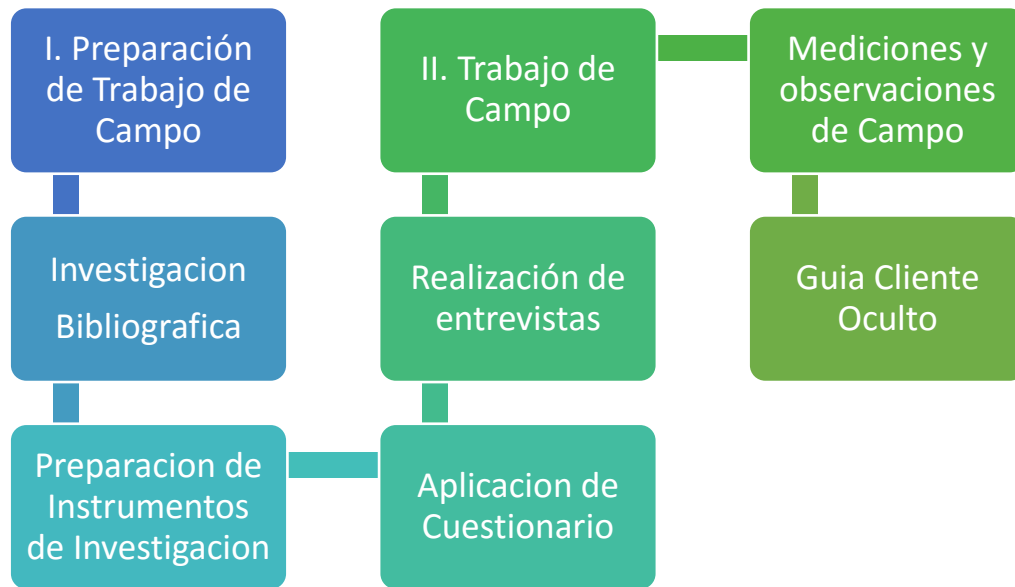 I. Preparación
de Trabajo de
Campo
Investigacion
Bibliografica
Preparacion de
Instrumentos
de Investigacion
Aplicacion de
Cuestionario
Realización de
entrevistas
II. Trabajo de
Campo
Mediciones y
observaciones
de Campo
Guia Cliente
Oculto